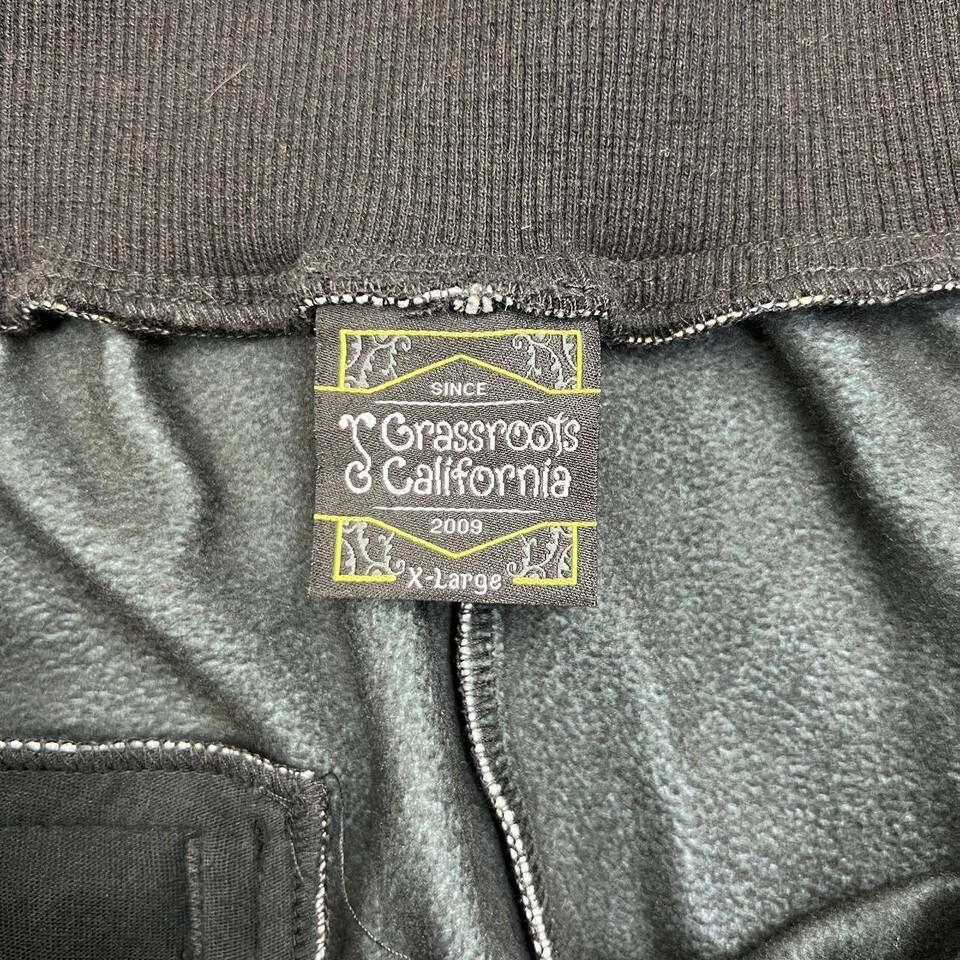 SINCE
Grassroots
California
2009
X-Large